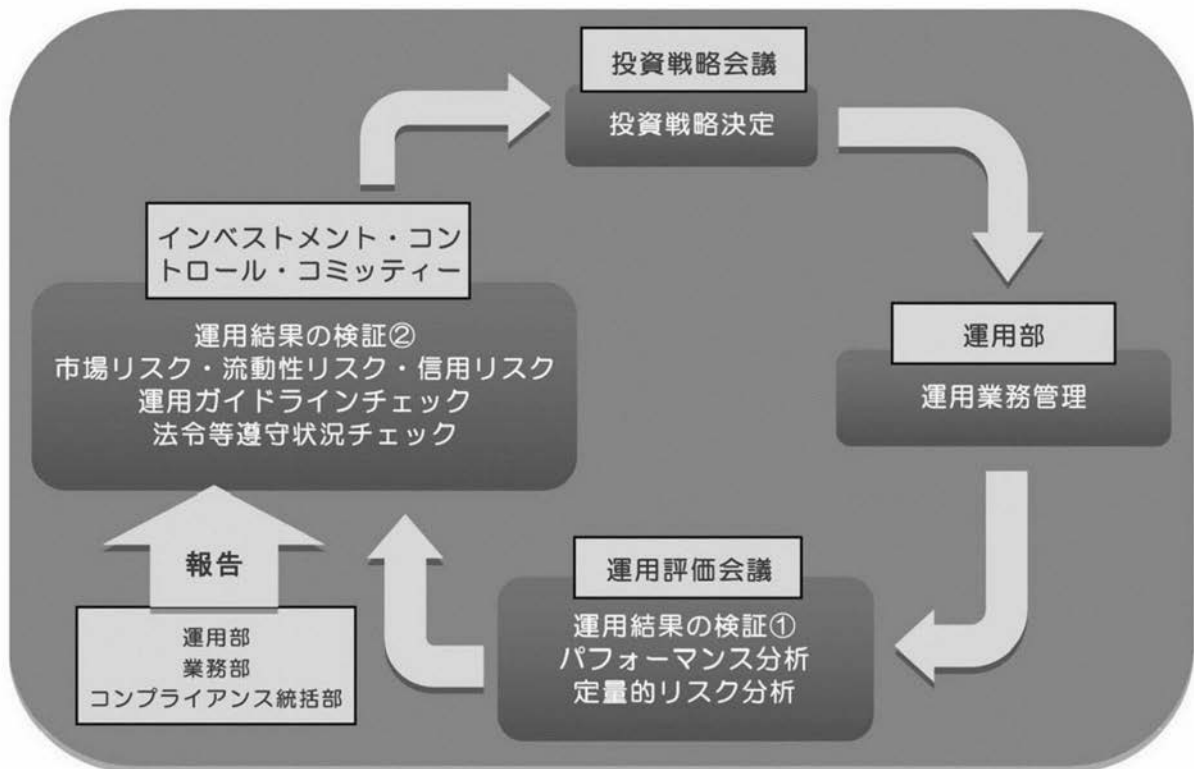 投資戦略会議
投資戦略決定
インベストメント・コン
トロール・コミッティー
運用結果の検証②
市場リスク・流動性リスク・信用リスク
運用ガイドラインチェック
法令等遵守状況チェック
運用部
運用業務管理
運用評価会議
運用結果の検証①
パフォーマンス分析
定量的リスク分析
報告
運用部
業務部
コンプライアンス統括部